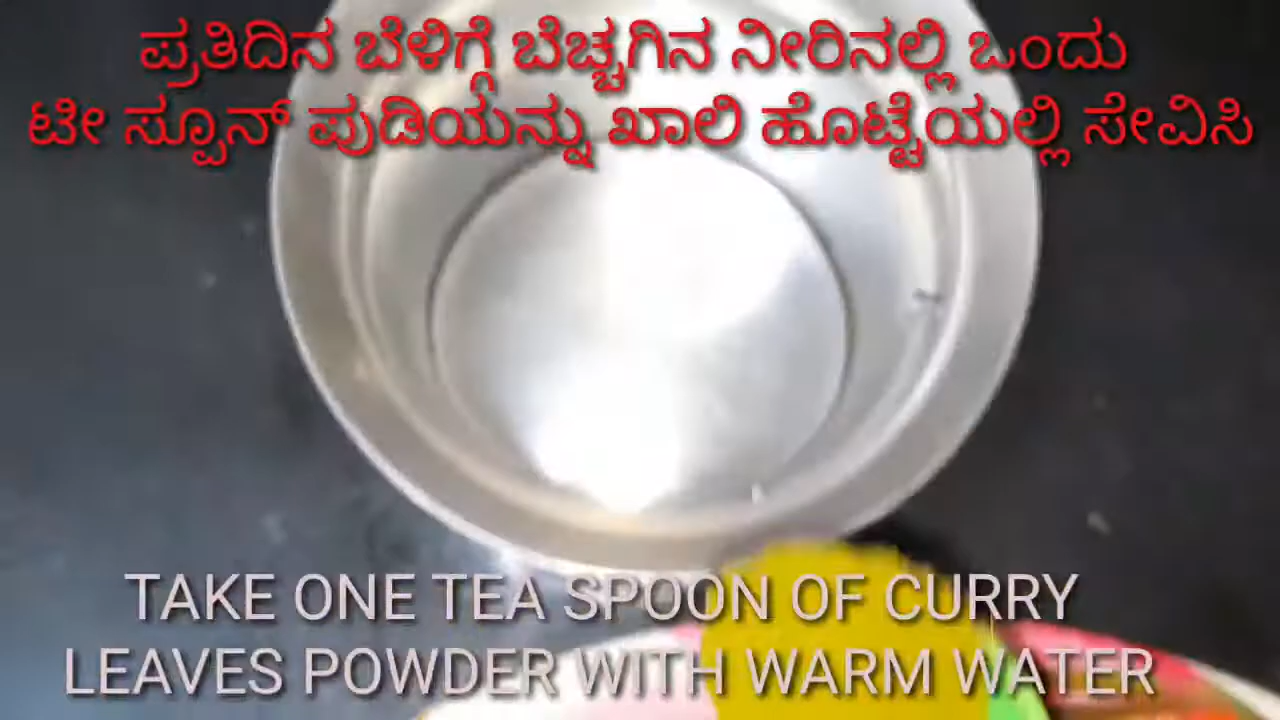 ಪ್ರತಿದಿನ ಬೆಳಿಗ್ಗೆ ಬೆಚ್ಚಗಿನ ನೀರಿನಲ್ಲಿ ಒಂದು
ಟೀ ಸ್ಪೂನ್ ಪುಡಿಯನ್ನು ಖಾಲಿ ಹೊಟ್ಟೆಯಲ್ಲಿ ಸೇವಿಸಿ
TAKE ONE TEA SPOON OF CURRY
LEAVES POWDER WITH WARM WATER